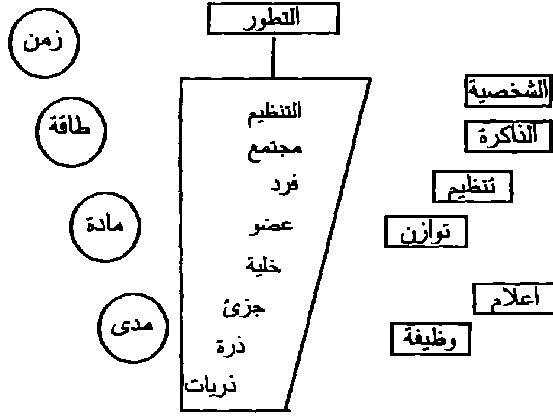 التطور
زمن
طاقة
مادة
مدى
التنظيم
مجتمع
فرد
عضو
خلية
جزئ
ذرة
ذريات
الشخصية
الذاكرة
تنظيم
توازن
اعلام
وظيفة